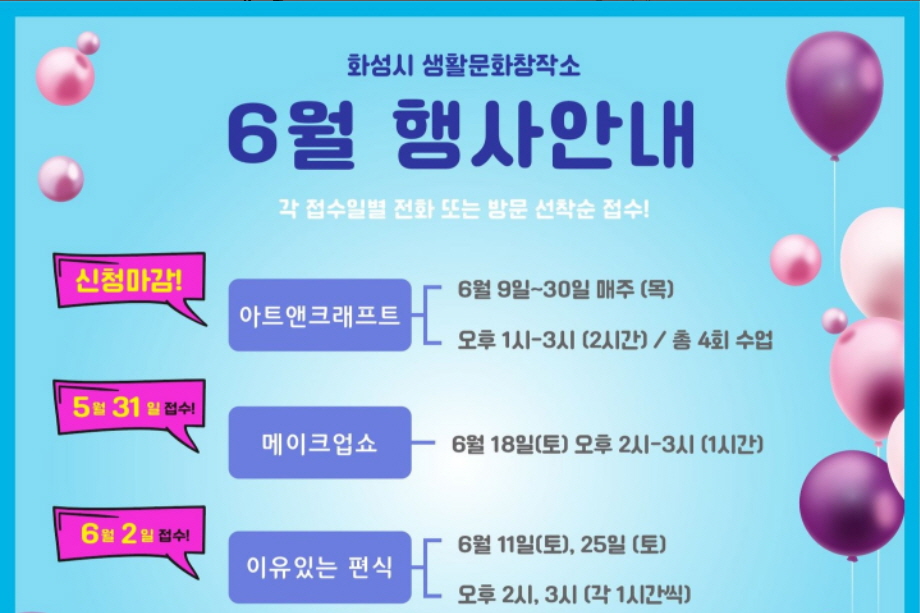 화성시 생활문화창작소
6월 행사안내
각 접수일별 전화 또는 방문 선착순 접수!
신청마감!
아트앤크래프트
6월 9일~30일 매주 (목)
오후 1시-3시 (2시간) / 총 4회 수업
5월 31일 접수!
메이크업쇼
6월 18일(토) 오후 2시-3시 (1시간)
6월 2일 접수!
이유있는 편식
6월 11일(토), 25일 (토)
오후 2시, 3시 (각 1시간씩)